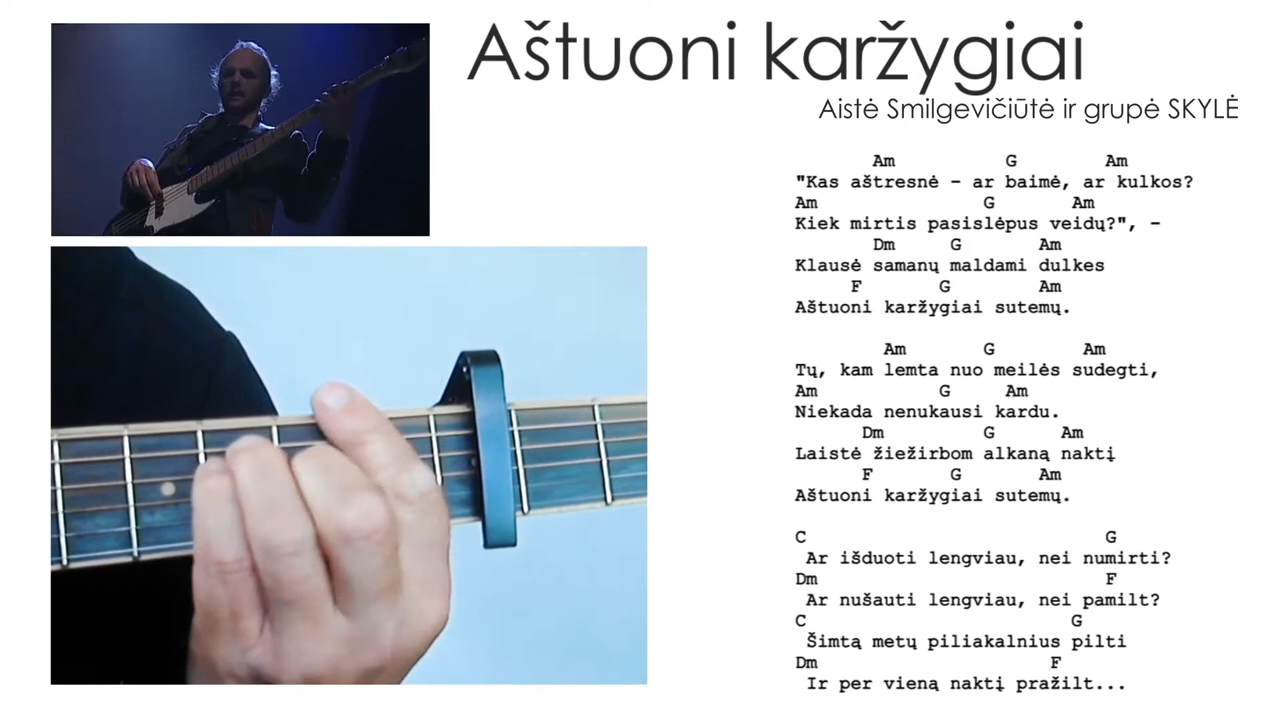 Aštuoni karžygiai
Aistė Smilgevičiūtė ir grupė SKYLĖ
Am G Am
"Kas aštresnė – ar baimė, ar kulkos?
Am G Am
Kiek mirtis pasislėpus veidų?", –
Dm G Am
Klausė samanų maldami dulkes
F G Am
Aštuoni karžygiai sutemų.
Am G Am
Tų, kam lemta nuo meilės sudegti,
Am G Am
Niekada nenukausi kardu.
Dm G Am
Laistė žiežirbom alkaną naktį
F G Am
Aštuoni karžygiai sutemų.
C G
Ar išduoti lengviau, nei numirti?
Dm F
Ar nušauti lengviau, nei pamilt?
C G
Šimtą metų piliakalnius pilti
Dm F
Ir per vieną naktį pražilt...